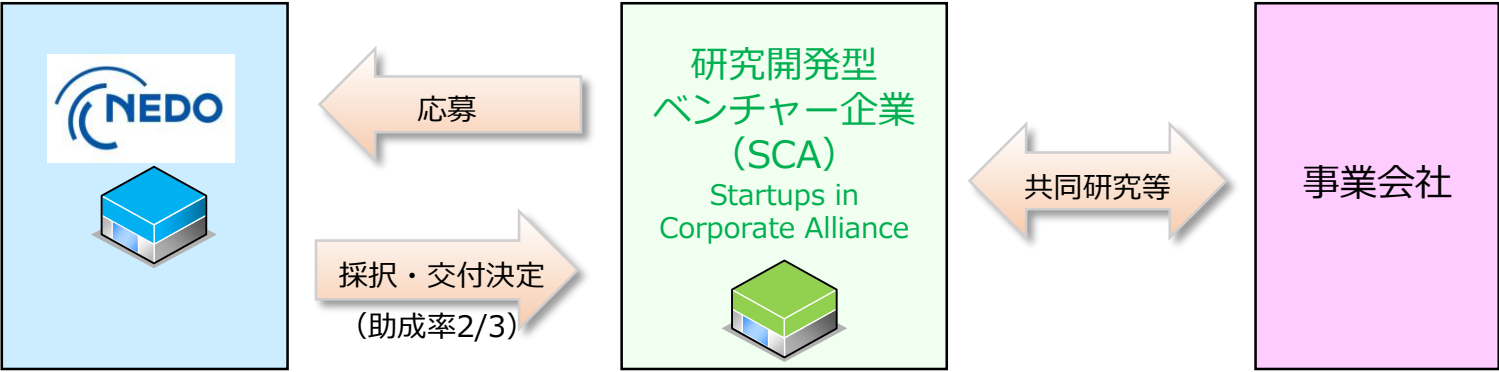 NEDO
応募
採択・交付決定
（助成率2/3）
研究開発型
ベンチャー企業
（SCA）
Startups in
Corporate Alliance
共同研究等
事業会社